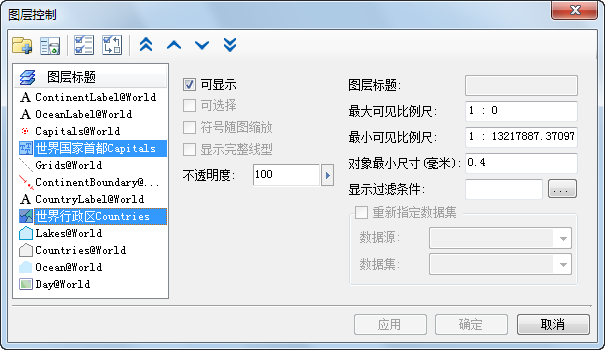 图层控制
图层标题
ContinentLabel@World
OceanLabel@World
Capitals@World
世界国家首都Capitals
Grids@World
ContinentBoundary@...
CountryLabel@World
世界行政区Countries
Lakes@World
Countries@World
Ocean@World
Day@World
可显示
可选择
符号随图缩放
显示完整线型
不透明度: 100
图层标题:
最大可见比例尺: 1 : 0
最小可见比例尺: 1 : 13217887.37097
对象最小尺寸(毫米): 0.4
显示过滤条件: ...
重新指定数据集
数据源:
数据集:
应用 确定 取消